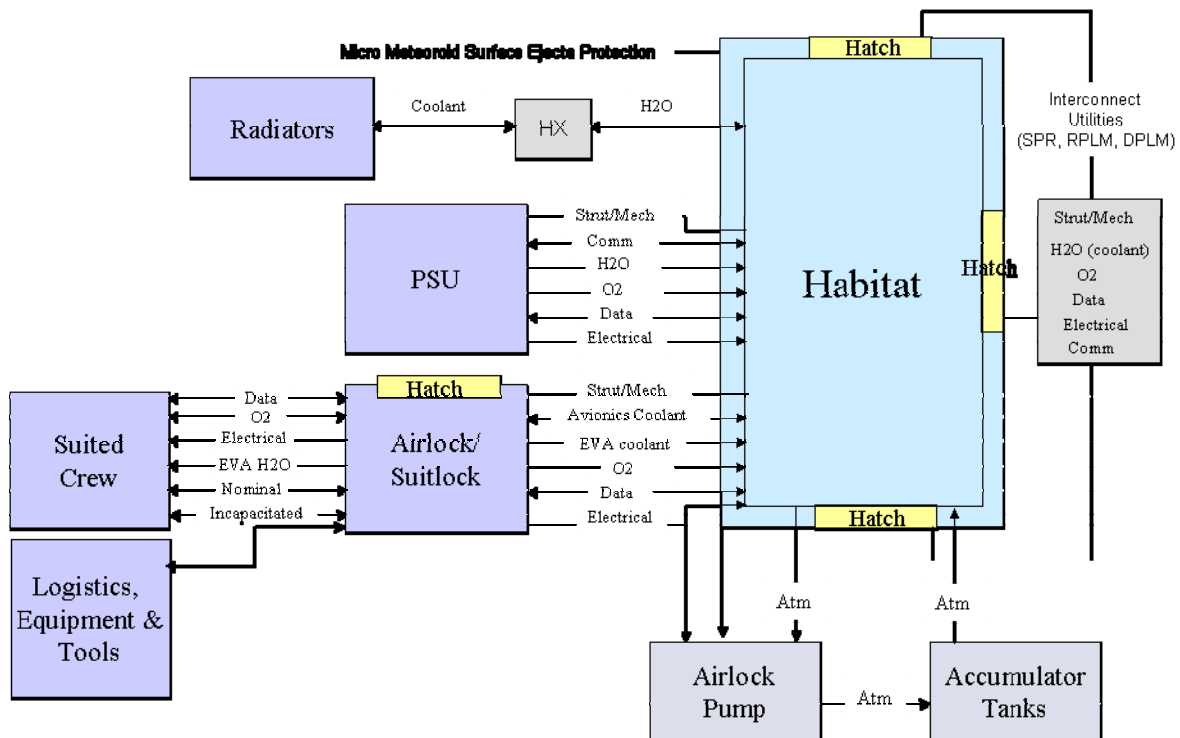 Micro Meteoroid Surface Ejecta Protection
Hatch
Radiators
Coolant
HX
H2O
Interconnect
Utilities
(SPR, RPLM, DPLM)
PSU
Strut/Mech
Comm
H2O
O2
Data
Electrical
Habitat
Hatch
Strut/Mech
H2O (coolant)
O2
Data
Electrical
Comm
Suited
Crew
Data
O2
Electrical
EVA H2O
Nominal
Incapacitated
Hatch
Airlock/
Suitlock
Strut/Mech
Avionics Coolant
EVA coolant
O2
Data
Electrical
Hatch
Logistics,
Equipment &
Tools
Atm
Atm
Airlock
Pump
Atm
Accumulator
Tanks